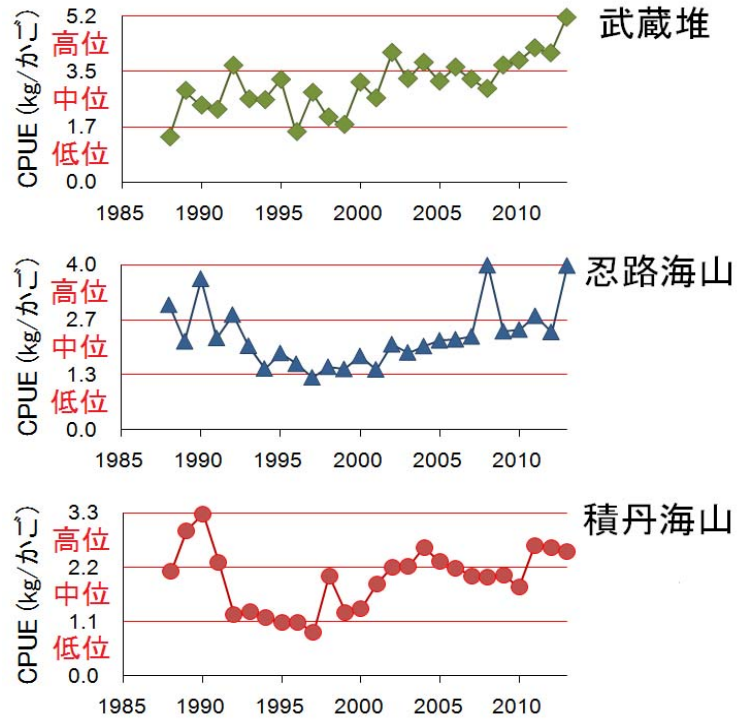 武蔵堆
CPUE (kg/かご)
5.2
高位
3.5
中位
1.7
低位
0.0
1985 1990 1995 2000 2005 2010
忍路海山
CPUE (kg/かご)
4.0
高位
2.7
中位
1.3
低位
0.0
1985 1990 1995 2000 2005 2010
積丹海山
CPUE (kg/かご)
3.3
高位
2.2
中位
1.1
低位
0.0
1985 1990 1995 2000 2005 2010